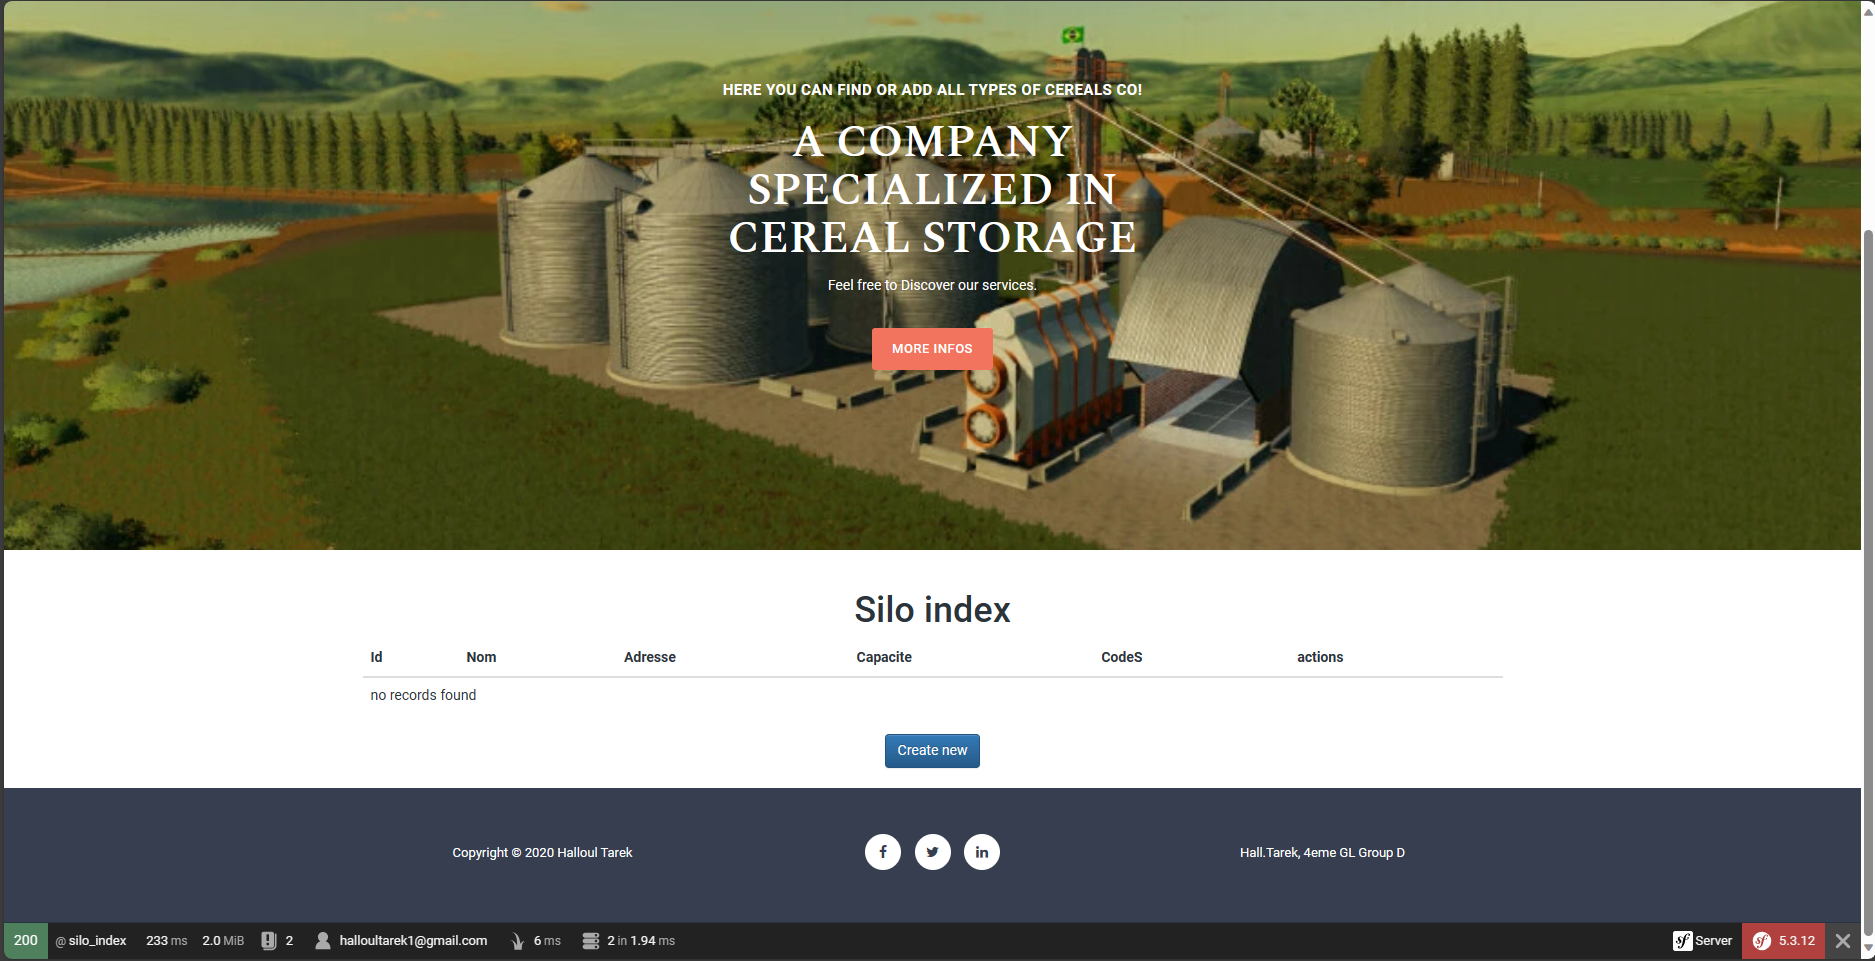 HERE YOU CAN FIND OR ADD ALL TYPES OF CEREALS CO!
A COMPANY
SPECIALIZED IN
CEREAL STORAGE
Feel free to Discover our services.
MORE INFOS
Silo index
Id Nom Adresse Capacite CodeS actions
no records found
Create new
Copyright © 2020 Halloul Tarek
Hall.Tarek, 4eme GL Group D
200 @ silo_index 233 ms 2.0 MiB 2 halloultarek1@gmail.com 6 ms 2 in 1.94 ms sf Server sf 5.3.12